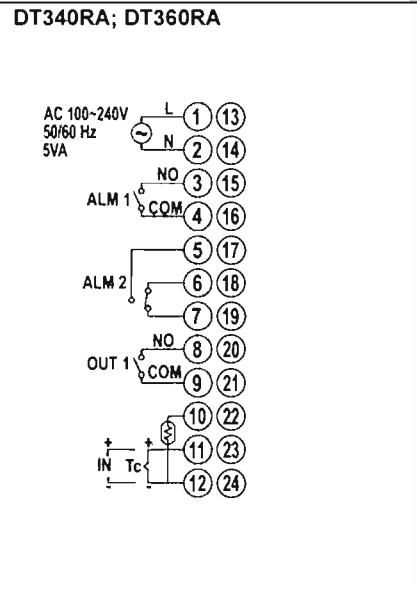 DT340RA; DT360RA
AC 100~240V
50/60 Hz
5VA
L
1 13
~
N
2 14
NO
3 15
ALM 1
COM
4 16
5 17
ALM 2
6 18
7 19
NO
8 20
OUT 1
COM
9 21
10 22
+ +
11 23
IN Tc
- -
12 24